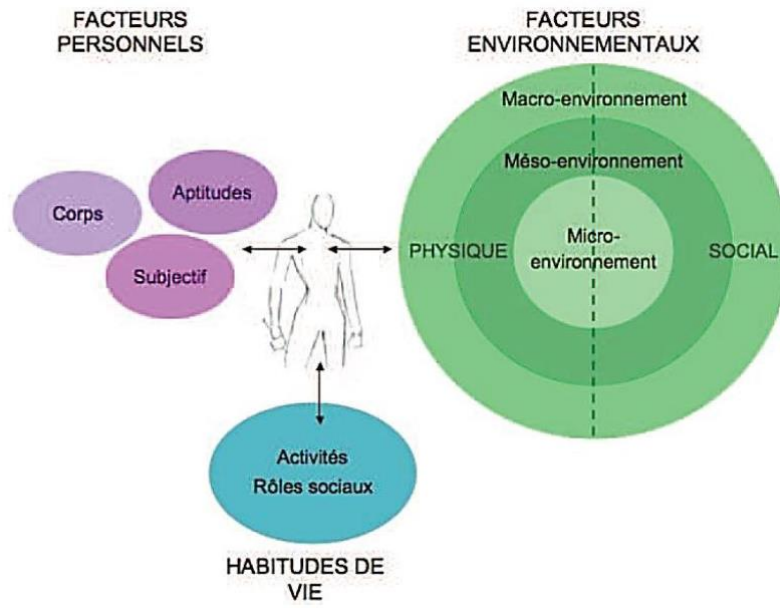 FACTEURS
PERSONNELS
FACTEURS
ENVIRONNEMENTAUX
Corps
Aptitudes
Subjectif
Macro-environnement
Méso-environnement
Micro-
environnement
PHYSIQUE
SOCIAL
Activités
Rôles sociaux
HABITUDES DE
VIE